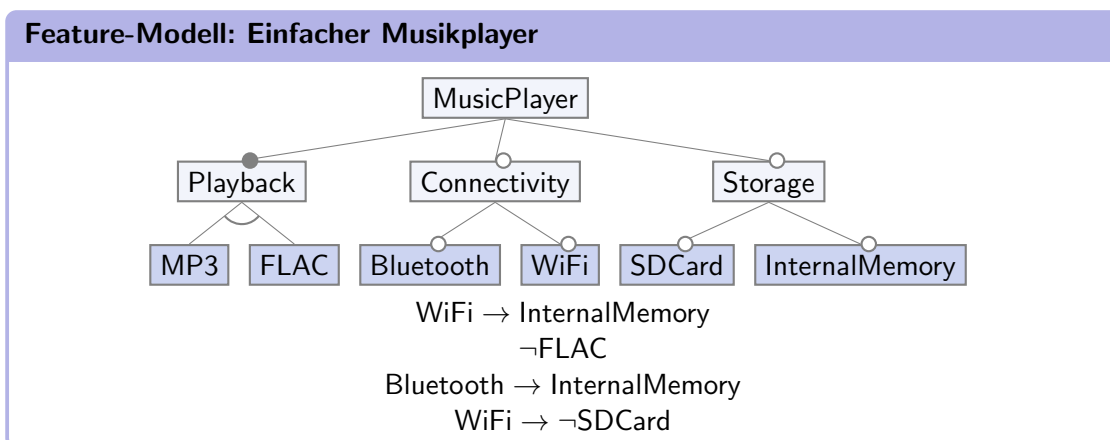 Feature-Modell: Einfacher Musikplayer
MusicPlayer
Playback Connectivity Storage
MP3 FLAC Bluetooth WiFi SDCard InternalMemory
WiFi → InternalMemory
¬FLAC
Bluetooth → InternalMemory
WiFi → ¬SDCard